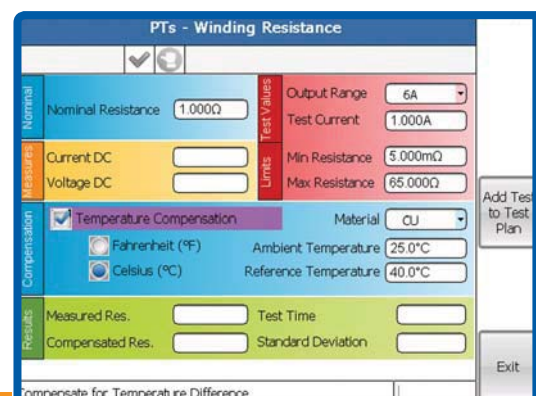 PTs - Winding Resistance
Nominal
Nominal Resistance 1.000Ω
Test Values
Output Range 6A
Test Current 1.000A
Measures
Current DC
Voltage DC
Limits
Min Resistance 5.000mΩ
Max Resistance 65.000Ω
Add Test to Test Plan
Compensation
Temperature Compensation
Material CU
Fahrenheit (ºF)
Ambient Temperature 25.0°C
Celsius (ºC)
Reference Temperature 40.0°C
Results
Measured Res.
Test Time
Compensated Res.
Standard Deviation
Exit
Compensate for Temperature Difference